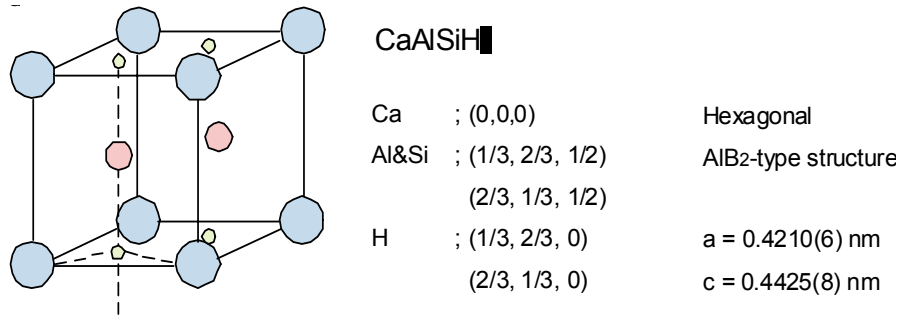 CaAlSiH
Ca ; (0,0,0) Hexagonal
Al&Si ; (1/3, 2/3, 1/2) AlB2-type structure
(2/3, 1/3, 1/2)
H ; (1/3, 2/3, 0) a = 0.4210(6) nm
(2/3, 1/3, 0) c = 0.4425(8) nm